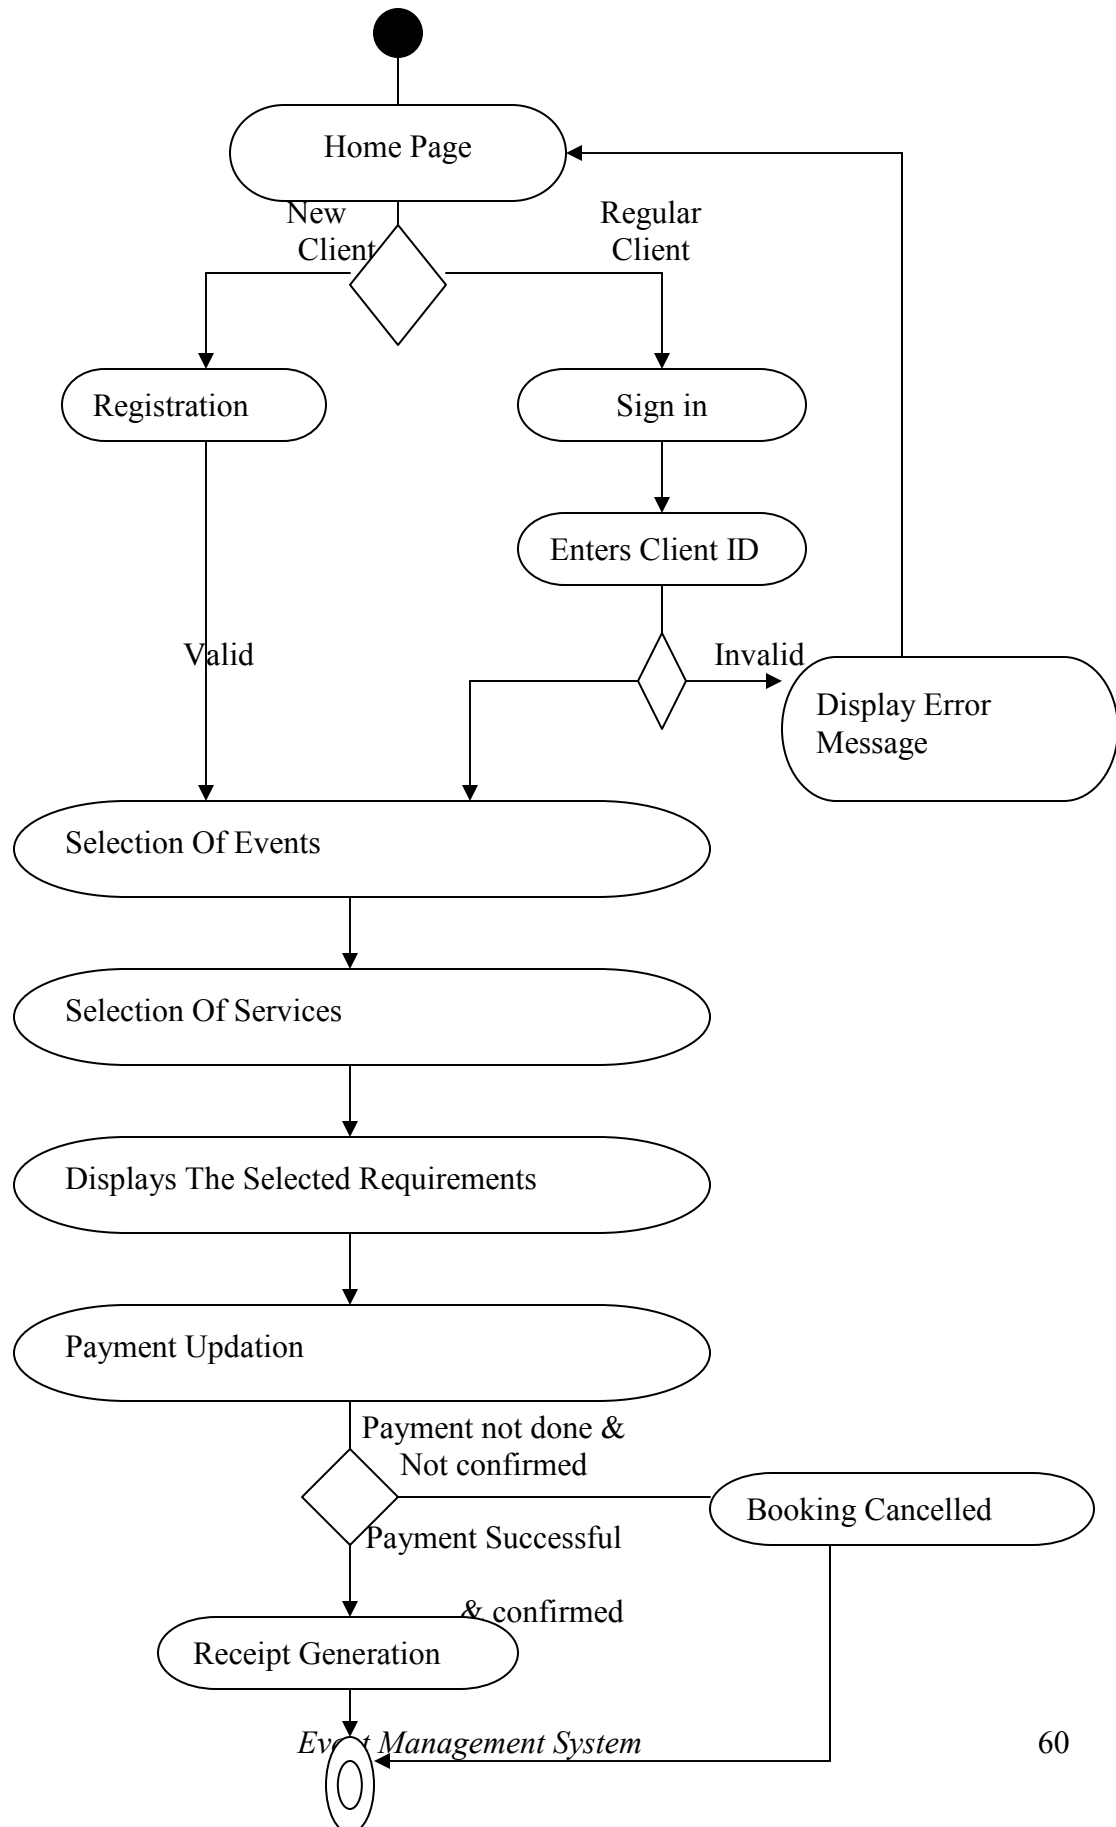 Home Page
New
Client
Regular
Client
Registration
Sign in
Enters Client ID
Valid
Invalid
Display Error
Message
Selection Of Events
Selection Of Services
Displays The Selected Requirements
Payment Updation
Payment not done &
Not confirmed
Booking Cancelled
Payment Successful
& confirmed
Receipt Generation
Event Management System
60